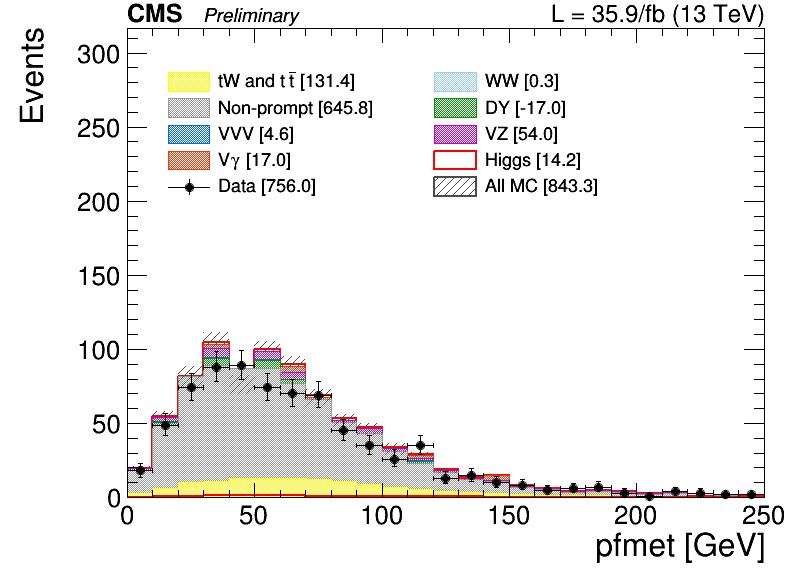 CMS Preliminary L = 35.9/fb (13 TeV)
Events
300
250
200
150
100
50
0
tW and tt̅ [131.4]
Non-prompt [645.8]
VVV [4.6]
Vγ [17.0]
Data [756.0]
WW [0.3]
DY [-17.0]
VZ [54.0]
Higgs [14.2]
All MC [843.3]
0 50 100 150 200 250
pfmet [GeV]